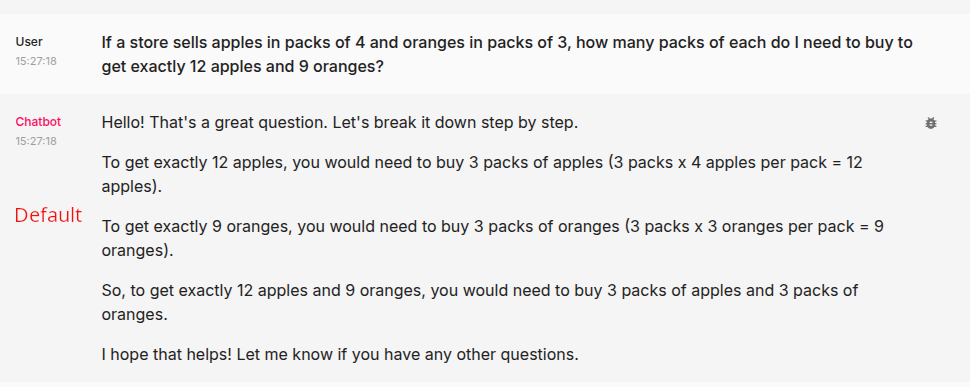 User
15:27:18
If a store sells apples in packs of 4 and oranges in packs of 3, how many packs of each do I need to buy to
get exactly 12 apples and 9 oranges?
Chatbot
15:27:18
Hello! That's a great question. Let's break it down step by step.
To get exactly 12 apples, you would need to buy 3 packs of apples (3 packs x 4 apples per pack = 12
apples).
Default
To get exactly 9 oranges, you would need to buy 3 packs of oranges (3 packs x 3 oranges per pack = 9
oranges).
So, to get exactly 12 apples and 9 oranges, you would need to buy 3 packs of apples and 3 packs of
oranges.
I hope that helps! Let me know if you have any other questions.